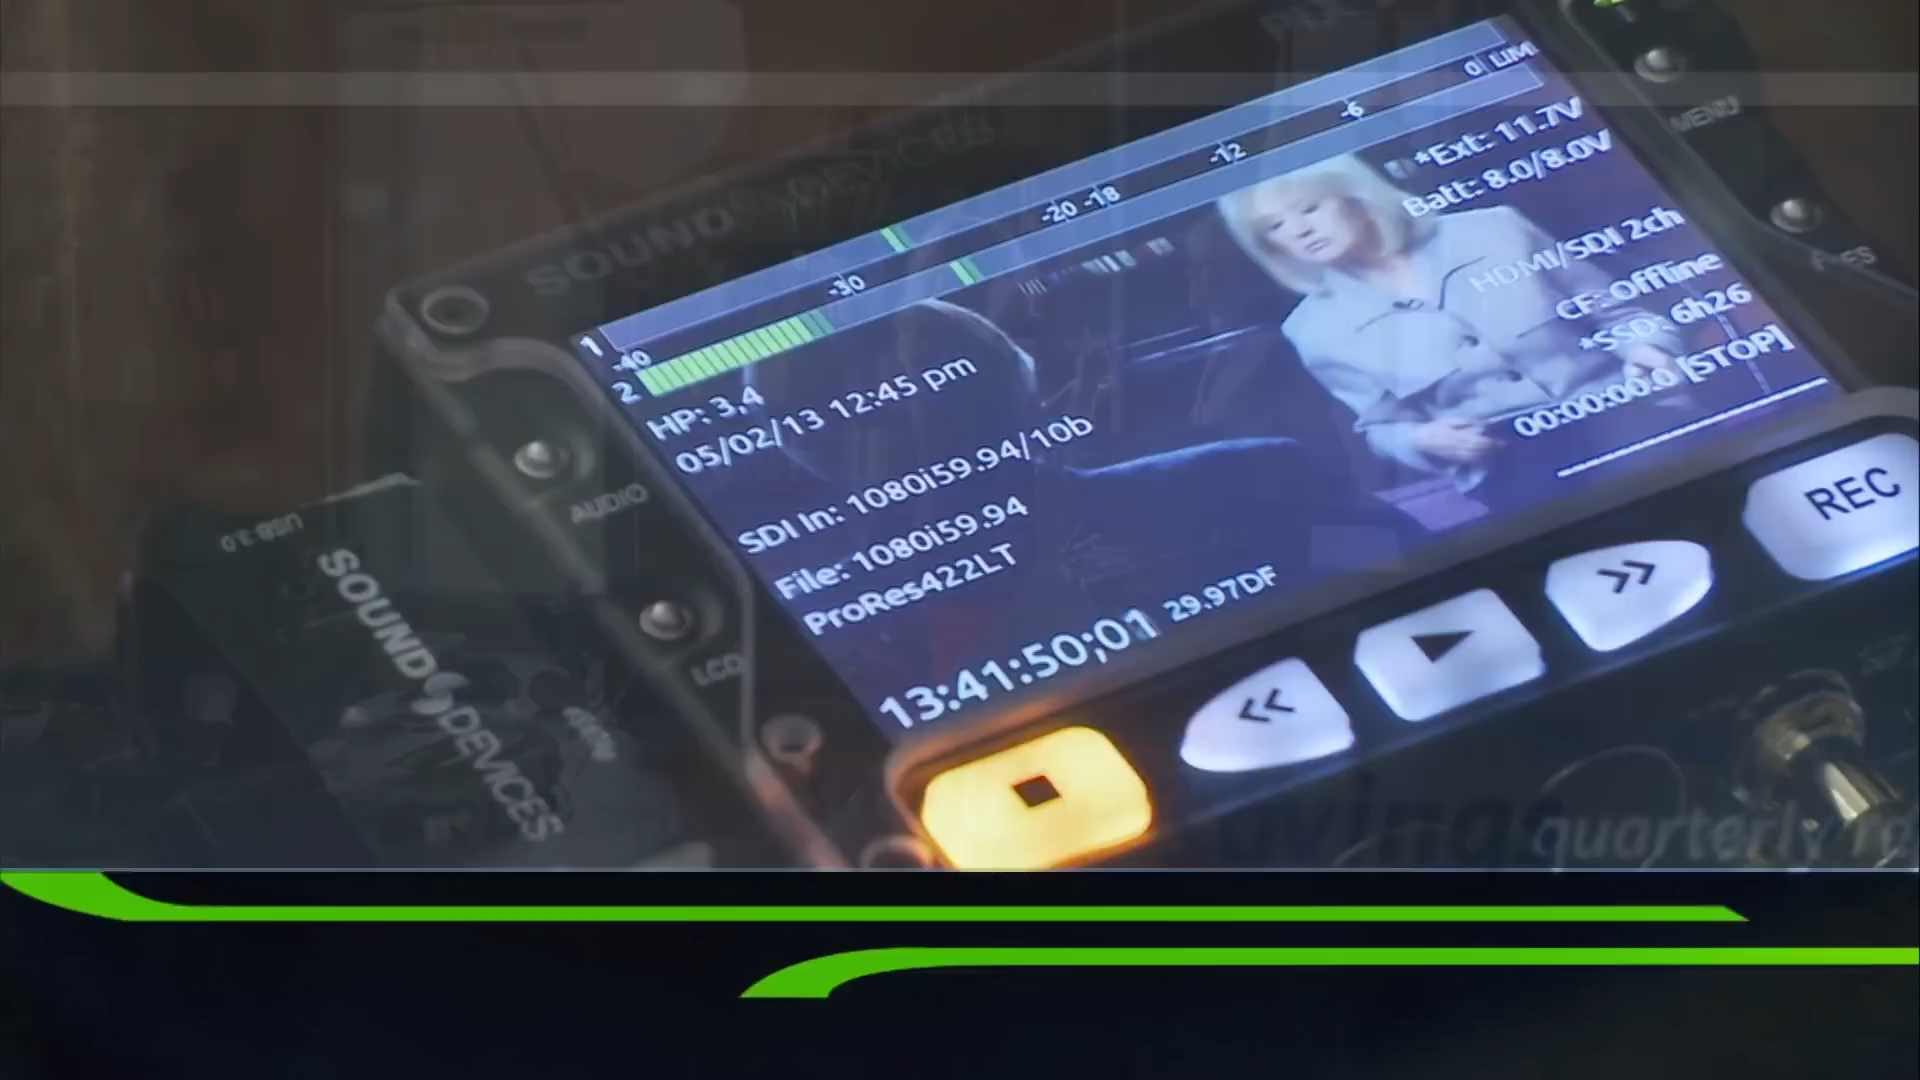 SOUND DEVICES
PIX
0 LIM
-6
-12
-20 -18
-30
-40
1
2
*Ext: 11.7V
Batt: 8.0/8.0V
HDMI/SDI 2ch
CF: Offline
*SSD: 6h26
00:00:00.0 [STOP]
HP: 3,4
05/02/13 12:45 pm
SDI In: 1080i59.94/10b
File: 1080i59.94
ProRes422LT
13:41:50;01 29.97DF
MENU
FILES
AUDIO
LCD
REC
USB 3.0
SOUND DEVICES
quarterly